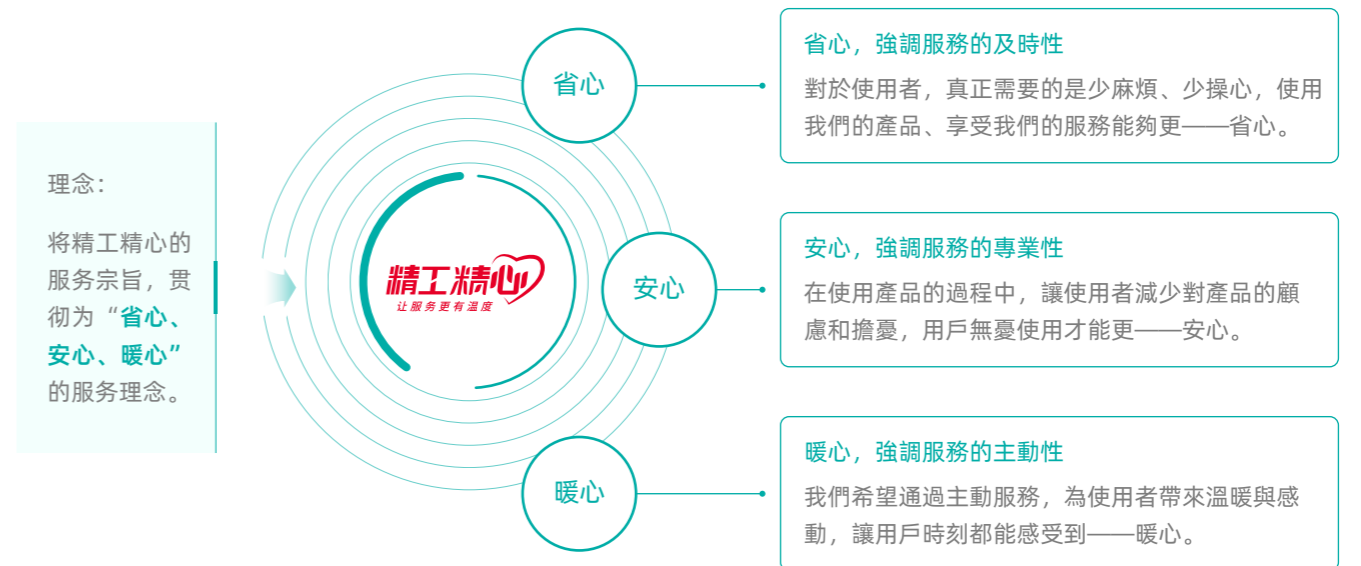 理念：
将精工精心的
服务宗旨，贯
彻为“省心、
安心、暖心”
的服务理念。
精工精心
让服务更有温度
省心
省心，強調服務的及時性
對於使用者，真正需要的是少麻煩、少操心，使用
我們的產品、享受我們的服務能夠更——省心。
安心
安心，強調服務的專業性
在使用產品的過程中，讓使用者減少對產品的顧
慮和擔憂，用戶無憂使用才能更——安心。
暖心
暖心，強調服務的主動性
我們希望通過主動服務，為使用者帶來溫暖與感
動，讓用戶時刻都能感受到——暖心。